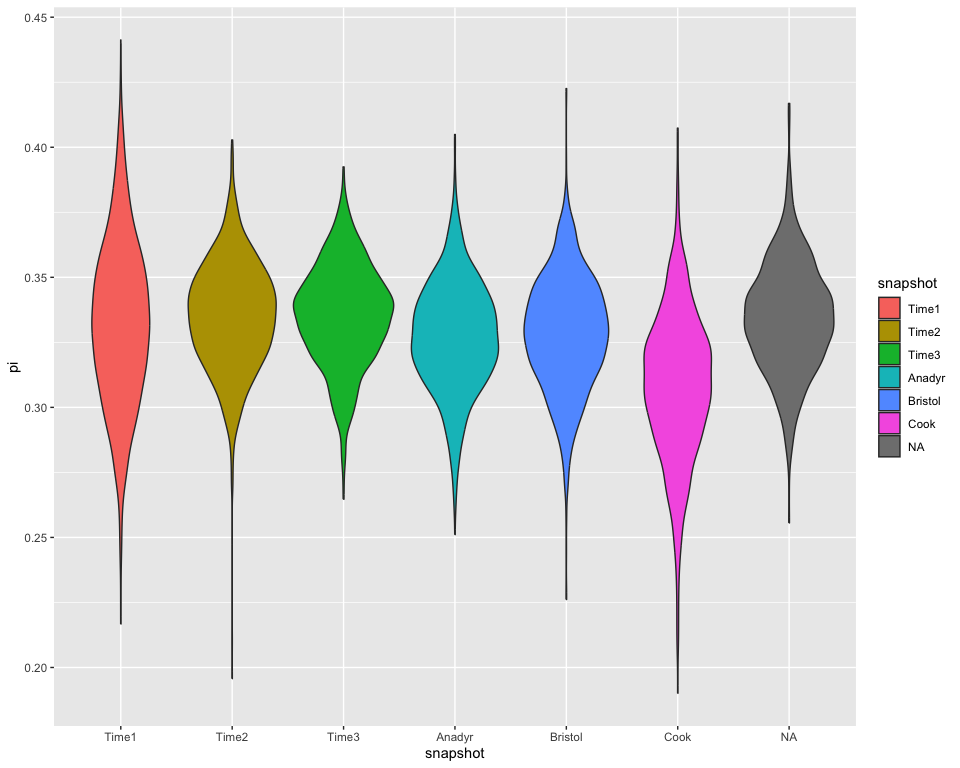 pi
0.45
0.40
0.35
0.30
0.25
0.20
Time1 Time2 Time3 Anadyr Bristol Cook NA
snapshot
snapshot
Time1
Time2
Time3
Anadyr
Bristol
Cook
NA